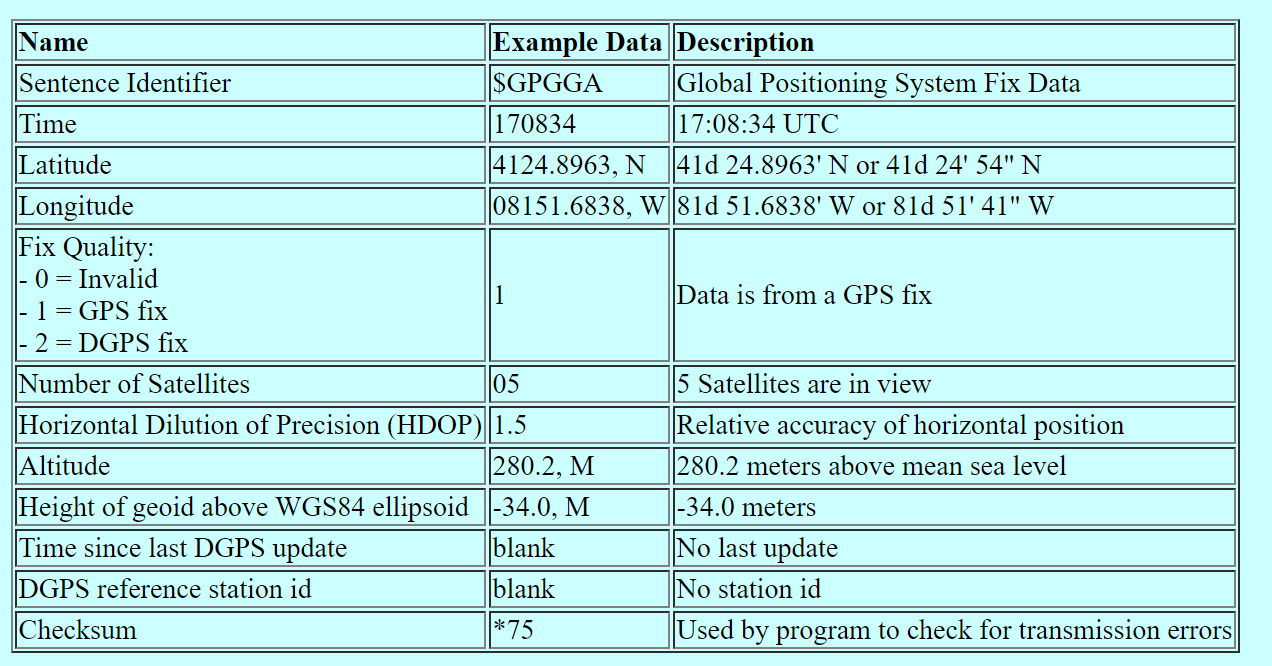 Name Example Data Description
Sentence Identifier $GPGGA Global Positioning System Fix Data
Time 170834 17:08:34 UTC
Latitude 4124.8963, N 41d 24.8963' N or 41d 24' 54" N
Longitude 08151.6838, W 81d 51.6838' W or 81d 51' 41" W
Fix Quality:
- 0 = Invalid
- 1 = GPS fix
- 2 = DGPS fix
1
Data is from a GPS fix
Number of Satellites 05 5 Satellites are in view
Horizontal Dilution of Precision (HDOP) 1.5 Relative accuracy of horizontal position
Altitude 280.2, M 280.2 meters above mean sea level
Height of geoid above WGS84 ellipsoid -34.0, M -34.0 meters
Time since last DGPS update blank No last update
DGPS reference station id blank No station id
Checksum *75 Used by program to check for transmission errors